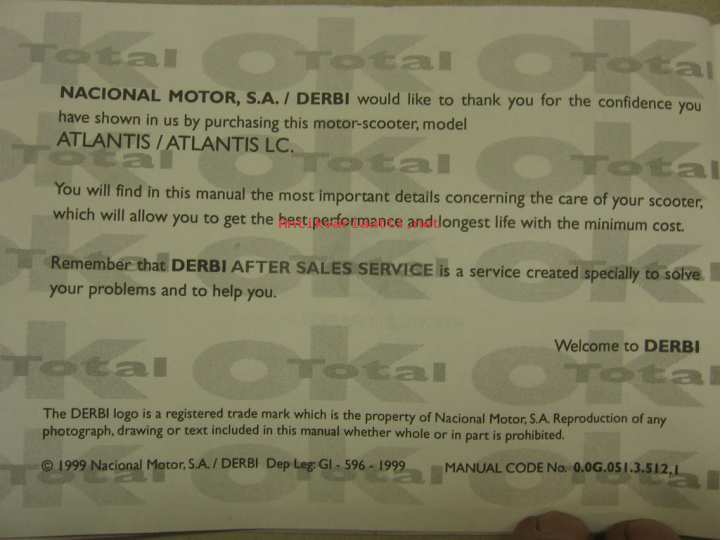 NACIONAL MOTOR, S.A. / DERBI would like to thank you for the confidence you
have shown in us by purchasing this motor-scooter, model
ATLANTIS / ATLANTIS LC.
You will find in this manual the most important details concerning the care of your scooter,
which will allow you to get the best performance and longest life with the minimum cost.
Remember that DERBI AFTER SALES SERVICE is a service created specially to solve
your problems and to help you.
Welcome to DERBI
The DERBI logo is a registered trade mark which is the property of Nacional Motor, S.A. Reproduction of any
photograph, drawing or text included in this manual whether whole or in part is prohibited.
© 1999 Nacional Motor, S.A. / DERBI Dep Leg: GI - 596 - 1999 MANUAL CODE No. 0.0G.051.3.512,1